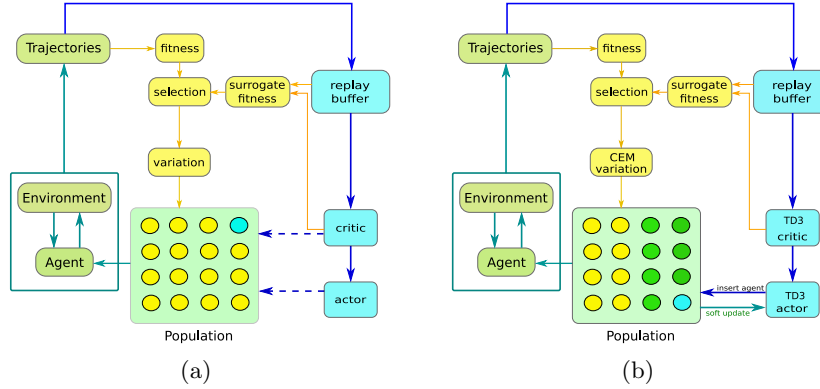 Trajectories
fitness
selection
surrogate
fitness
replay
buffer
variation
Environment
Agent
critic
actor
Population
(a)
Trajectories
fitness
selection
surrogate
fitness
replay
buffer
CEM
variation
Environment
Agent
TD3
critic
insert agent
TD3
actor
soft update
Population
(b)